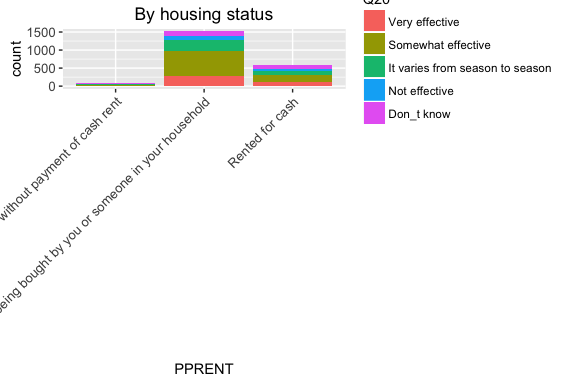 By housing status
count
1500
1000
500
0
without payment of cash rent
being bought by you or someone in your household
Rented for cash
PPRENT
Q20
Very effective
Somewhat effective
It varies from season to season
Not effective
Don_t know